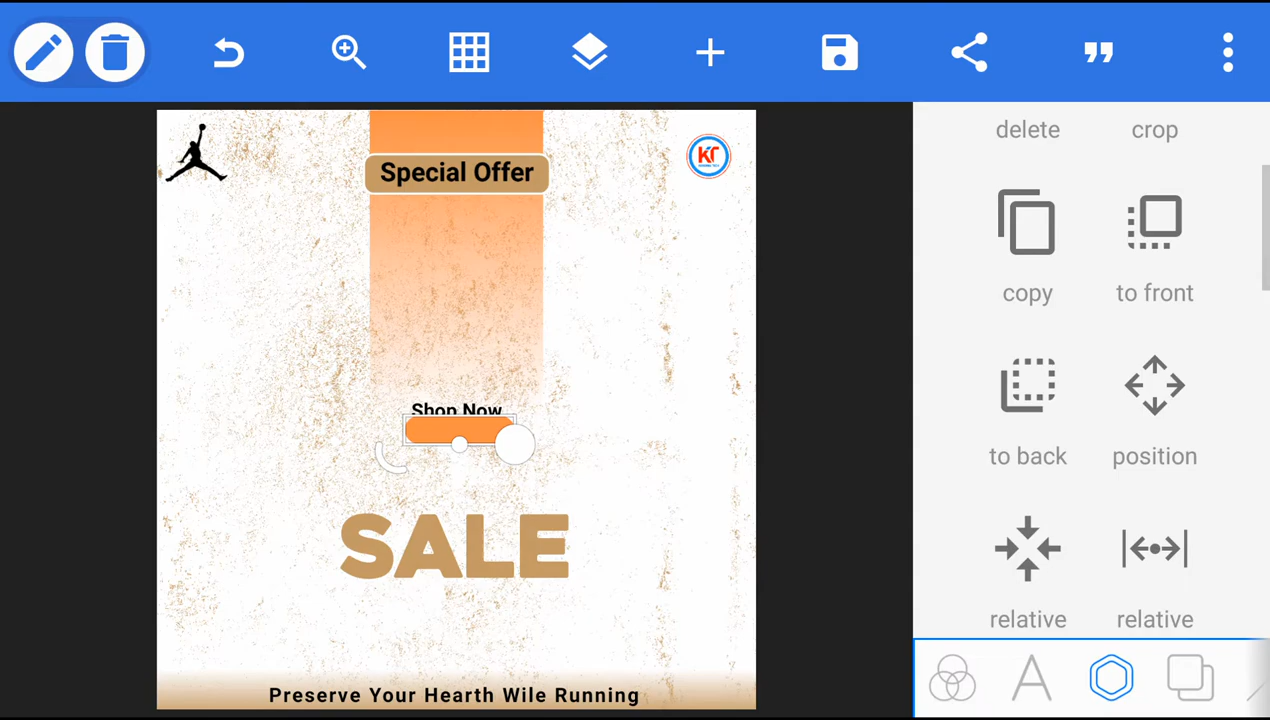 delete
crop
Special Offer
KT
copy
to front
to back
position
Shop Now
SALE
relative
relative
Preserve Your Hearth Wile Running